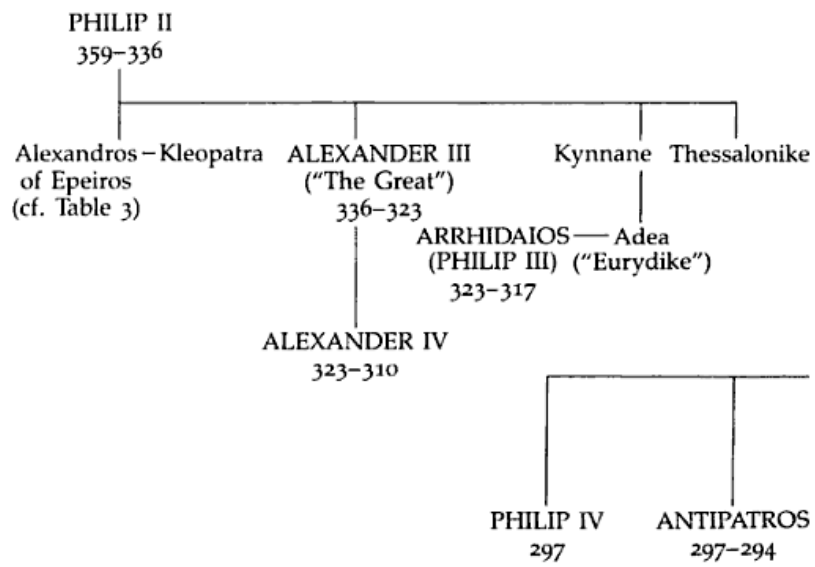 PHILIP II
359–336
Alexandros – Kleopatra ALEXANDER III Kynnane Thessalonike
of Epeiros ("The Great")
(cf. Table 3) 336–323
ARRHIDAIOS — Adea
(PHILIP III) ("Eurydike")
323–317
ALEXANDER IV
323–310
PHILIP IV ANTIPATROS
297 297–294